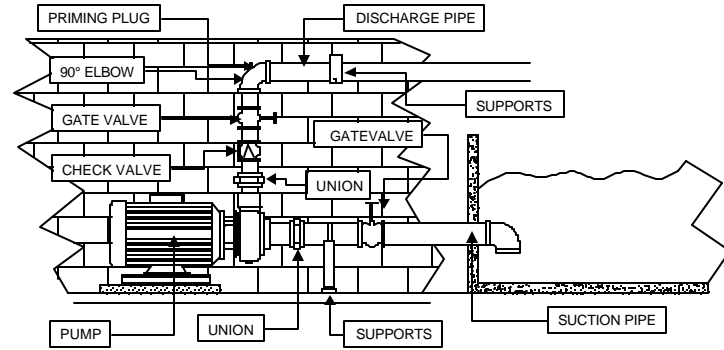 PRIMING PLUG
DISCHARGE PIPE
90° ELBOW
SUPPORTS
GATE VALVE
GATEVALVE
CHECK VALVE
UNION
PUMP
UNION
SUPPORTS
SUCTION PIPE